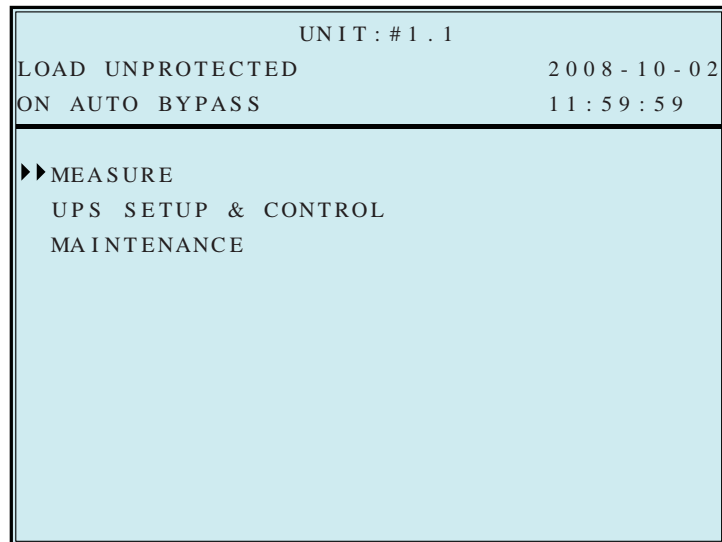 UNIT:#1.1
LOAD UNPROTECTED 2008-10-02
ON AUTO BYPASS 11:59:59
MEASURE
UPS SETUP & CONTROL
MAINTENANCE